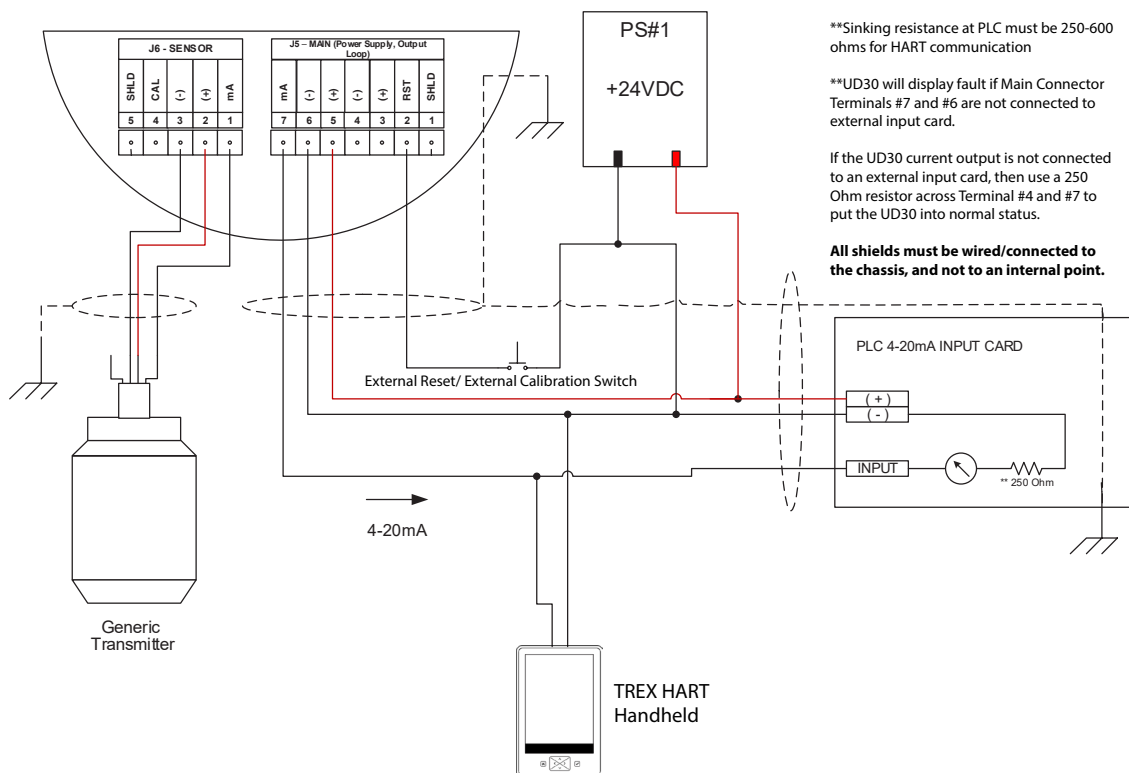 J6 - SENSOR
SHLD CAL (-) (+) mA
5 4 3 2 1
J5 – MAIN (Power Supply, Output
Loop)
mA (-) (+) (-) (+) RST SHLD
7 6 5 4 3 2 1
PS#1
+24VDC
**Sinking resistance at PLC must be 250-600
ohms for HART communication
**UD30 will display fault if Main Connector
Terminals #7 and #6 are not connected to
external input card.
If the UD30 current output is not connected
to an external input card, then use a 250
Ohm resistor across Terminal #4 and #7 to
put the UD30 into normal status.
All shields must be wired/connected to
the chassis, and not to an internal point.
External Reset/ External Calibration Switch
PLC 4-20mA INPUT CARD
( + )
( - )
INPUT
** 250 Ohm
4-20mA
Generic
Transmitter
TREX HART
Handheld